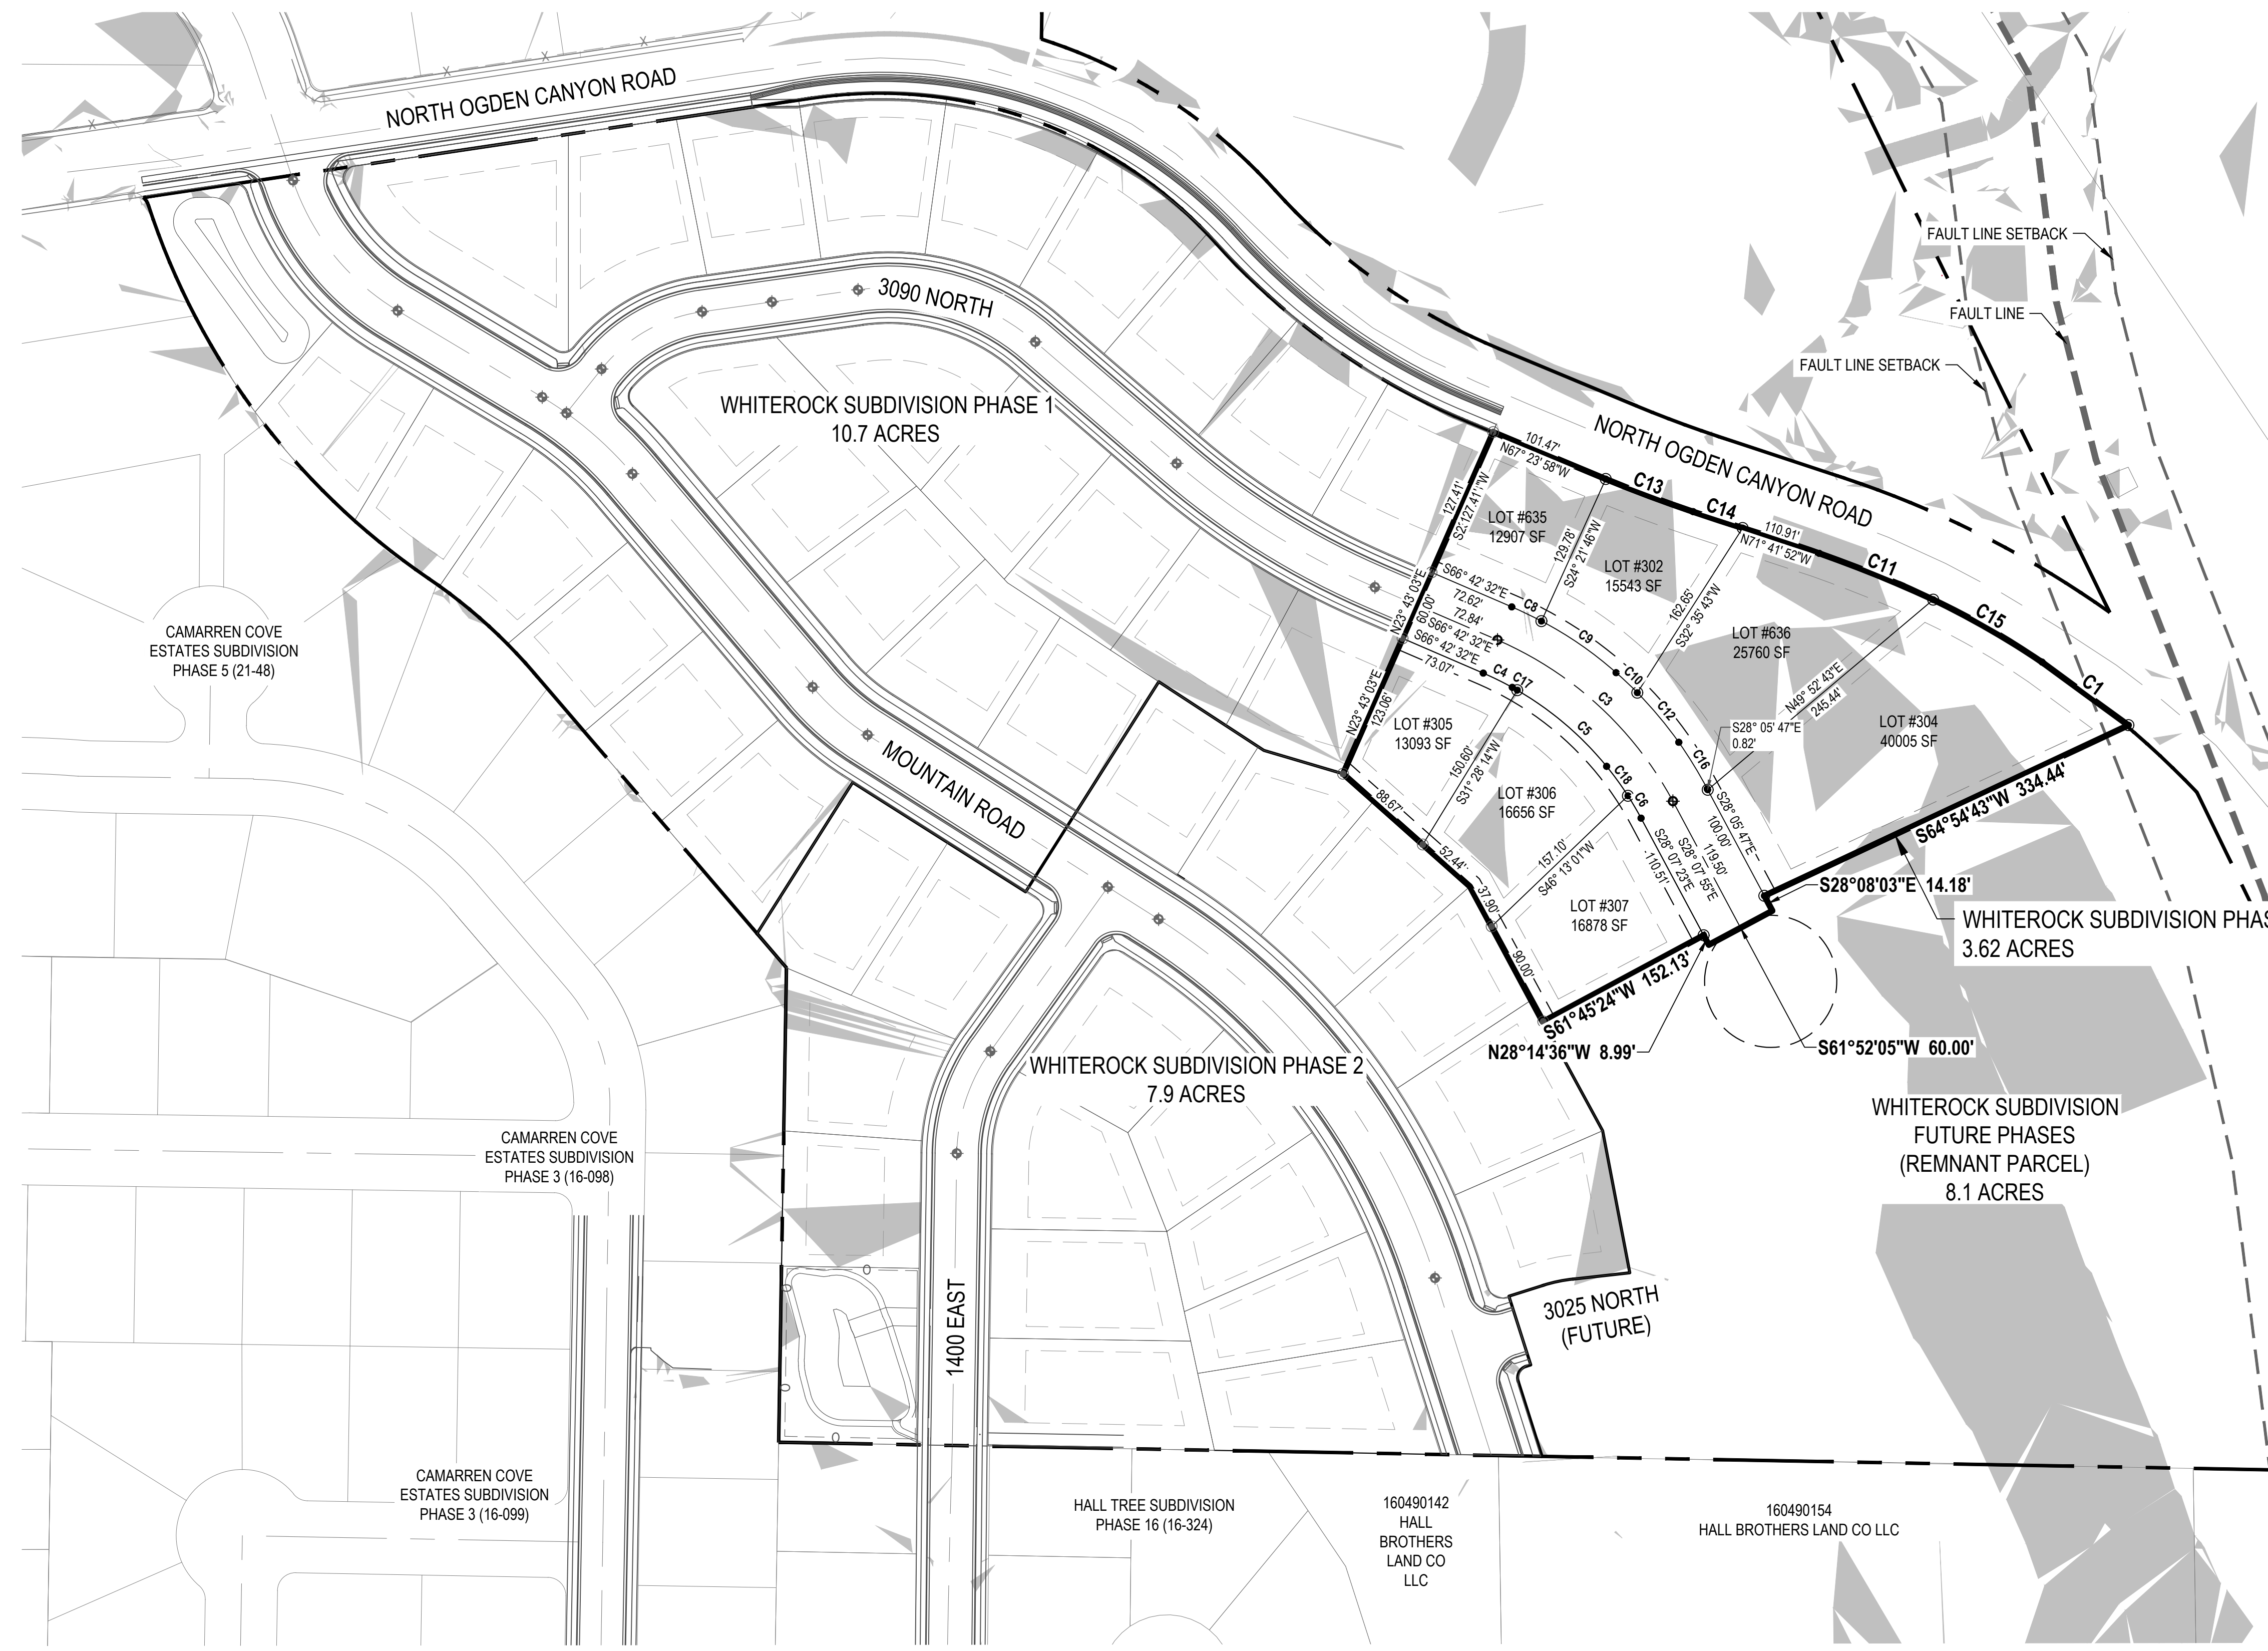 NORTH OGDEN CANYON ROAD
3090 NORTH
WHITEROCK SUBDIVISION PHASE 1
10.7 ACRES
FAULT LINE SETBACK
FAULT LINE
FAULT LINE SETBACK
NORTH OGDEN CANYON ROAD
101.47'
N67° 23' 58"W
C13
C14
110.91'
N71° 41' 52"W
C11
C15
C1
127.41'
LOT #635
12907 SF
129.78'
S24° 21' 46"W
LOT #302
15543 SF
162.65'
S32° 35' 43"W
LOT #636
25760 SF
N49° 52' 43"E
245.44'
LOT #304
40005 SF
S28° 05' 47"E
0.82'
N23° 43' 03"E
60.00'
S66° 42' 32"E
72.62'
72.84'
S66° 42' 32"E
S66° 42' 32"E
73.07'
C8
C9
C10
C12
C16
C3
C4
C17
C5
C18
C6
N23° 43' 03"E
123.06'
LOT #305
13093 SF
150.60'
S31° 28' 14"W
LOT #306
16656 SF
157.10'
S46° 13' 01"W
LOT #307
16878 SF
88.67'
52.44'
37.90'
90.00'
S28° 05' 47"E
100.00'
119.50'
S28° 07' 55"E
S28° 07' 23"E
110.51'
S64°54'43"W 334.44'
S28°08'03"E 14.18'
WHITEROCK SUBDIVISION PHAS
3.62 ACRES
S61°45'24"W 152.13'
N28°14'36"W 8.99'
S61°52'05"W 60.00'
CAMARREN COVE
ESTATES SUBDIVISION
PHASE 5 (21-48)
MOUNTAIN ROAD
WHITEROCK SUBDIVISION PHASE 2
7.9 ACRES
WHITEROCK SUBDIVISION
FUTURE PHASES
(REMNANT PARCEL)
8.1 ACRES
CAMARREN COVE
ESTATES SUBDIVISION
PHASE 3 (16-098)
1400 EAST
3025 NORTH
(FUTURE)
CAMARREN COVE
ESTATES SUBDIVISION
PHASE 3 (16-099)
HALL TREE SUBDIVISION
PHASE 16 (16-324)
160490142
HALL
BROTHERS
LAND CO
LLC
160490154
HALL BROTHERS LAND CO LLC